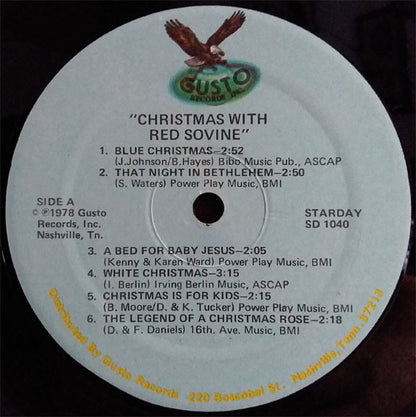 GUSTO
RECORDS INC.
"CHRISTMAS WITH
RED SOVINE"
1. BLUE CHRISTMAS—2:52
(J.Johnson/B.Hayes) Bibo Music Pub., ASCAP
2. THAT NIGHT IN BETHLEHEM—2:50
(S. Waters) Power Play Music, BMI
SIDE A
© ℗1978 Gusto
Records, Inc.
Nashville, Tn.
STARDAY
SD 1040
3. A BED FOR BABY JESUS—2:05
(Kenny & Karen Ward) Power Play Music, BMI
4. WHITE CHRISTMAS—3:15
(I. Berlin) Irving Berlin Music, ASCAP
5. CHRISTMAS IS FOR KIDS—2:15
(B. Moore/D. & K. Tucker) Power Play Music, BMI
6. THE LEGEND OF A CHRISTMAS ROSE—2:18
(D. & F. Daniels) 16th. Ave. Music, BMI
Distributed By Gusto Records 220 Boscobel St. Nashville, Tenn. 37213